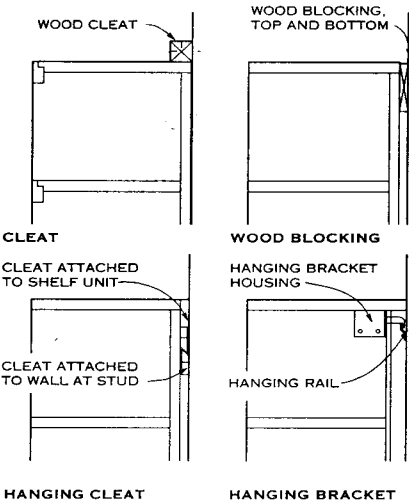 WOOD CLEAT
WOOD BLOCKING,
TOP AND BOTTOM
CLEAT
WOOD BLOCKING
CLEAT ATTACHED
TO SHELF UNIT
CLEAT ATTACHED
TO WALL AT STUD
HANGING BRACKET
HOUSING
HANGING RAIL
HANGING CLEAT
HANGING BRACKET